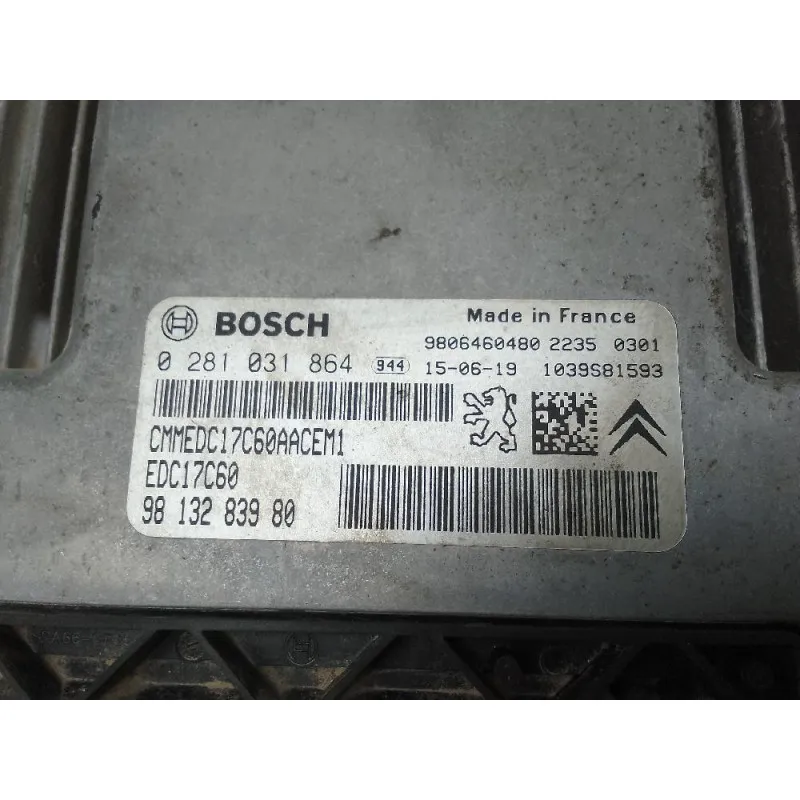 BOSCH
Made in France
9806460480 2235 0301
0 281 031 864 944 15-06-19 1039S81593
CMMEDC17C60AACEM1
EDC17C60
98 132 839 80